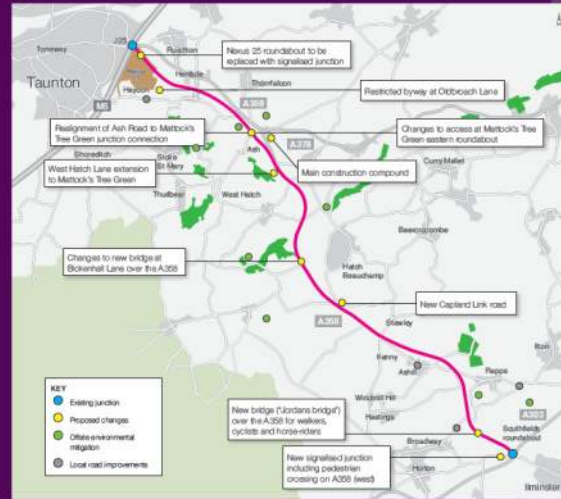 Nexus 25 roundabout to be
replaced with signalised junction
J25
Ruishton
Tonneway
Taunton
Henlade
Haydon
Thornfalcon
Restricted byway at Oldbroach Lane
M5
A358
Realignment of Ash Road to Mattock's
Tree Green junction connection
A378
Changes to access at Mattock's Tree
Green eastern roundabout
Shoreditch
Stoke
St Mary
Ash
Curry Mallet
West Hatch Lane extension
to Mattock's Tree Green
Main construction compound
Thurlbear
West Hatch
Beercrocombe
Changes to new bridge at
Bickenhall Lane over the A358
Hatch
Beauchamp
New Capland Link road
A358
Stewley
Kenny
Ashill
Ilton
Rapps
KEY
Existing junction
Proposed changes
Offsite environmental
mitigation
Local road improvements
Windmill Hill
Hastings
A303
New bridge ("Jordans bridge")
over the A358 for walkers,
cyclists and horse-riders
Broadway
Southfields
roundabout
New signalised junction
including pedestrian
crossing on A358 (west)
Horton
Ilminster